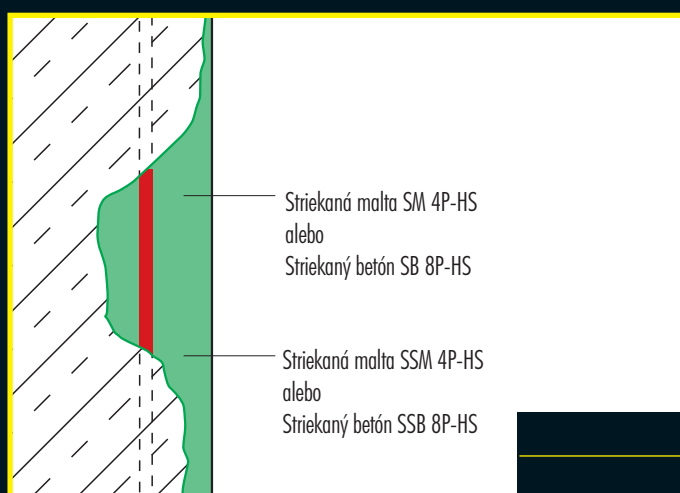 Striekaná malta SM 4P-HS
alebo
Striekaný betón SB 8P-HS
Striekaná malta SSM 4P-HS
alebo
Striekaný betón SSB 8P-HS